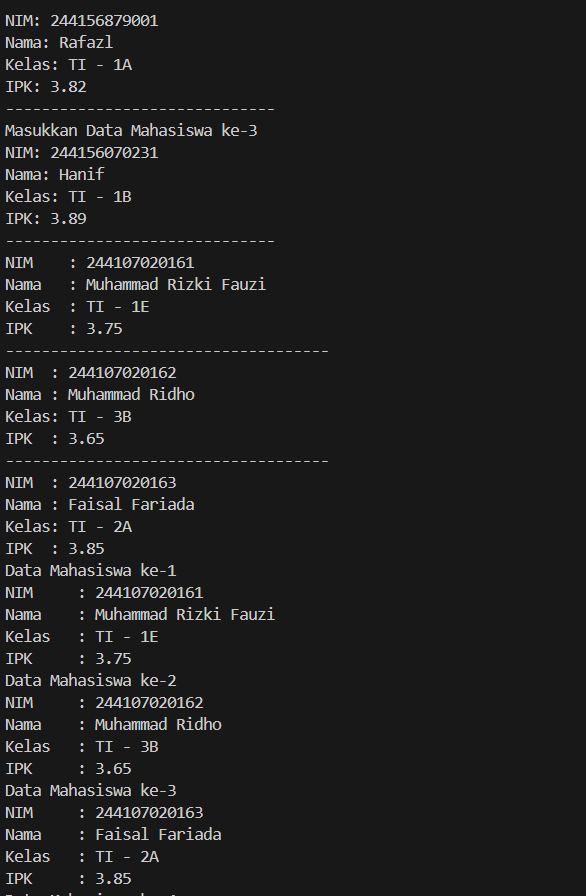 NIM: 244156879001
Nama: Rafazl
Kelas: TI - 1A
IPK: 3.82
------------------------------
Masukkan Data Mahasiswa ke-3
NIM: 244156070231
Nama: Hanif
Kelas: TI - 1B
IPK: 3.89
------------------------------
NIM    : 244107020161
Nama   : Muhammad Rizki Fauzi
Kelas  : TI - 1E
IPK    : 3.75
------------------------------------
NIM  : 244107020162
Nama : Muhammad Ridho
Kelas: TI - 3B
IPK  : 3.65
------------------------------------
NIM  : 244107020163
Nama : Faisal Fariada
Kelas: TI - 2A
IPK  : 3.85
Data Mahasiswa ke-1
NIM     : 244107020161
Nama    : Muhammad Rizki Fauzi
Kelas   : TI - 1E
IPK     : 3.75
Data Mahasiswa ke-2
NIM     : 244107020162
Nama    : Muhammad Ridho
Kelas   : TI - 3B
IPK     : 3.65
Data Mahasiswa ke-3
NIM     : 244107020163
Nama    : Faisal Fariada
Kelas   : TI - 2A
IPK     : 3.85